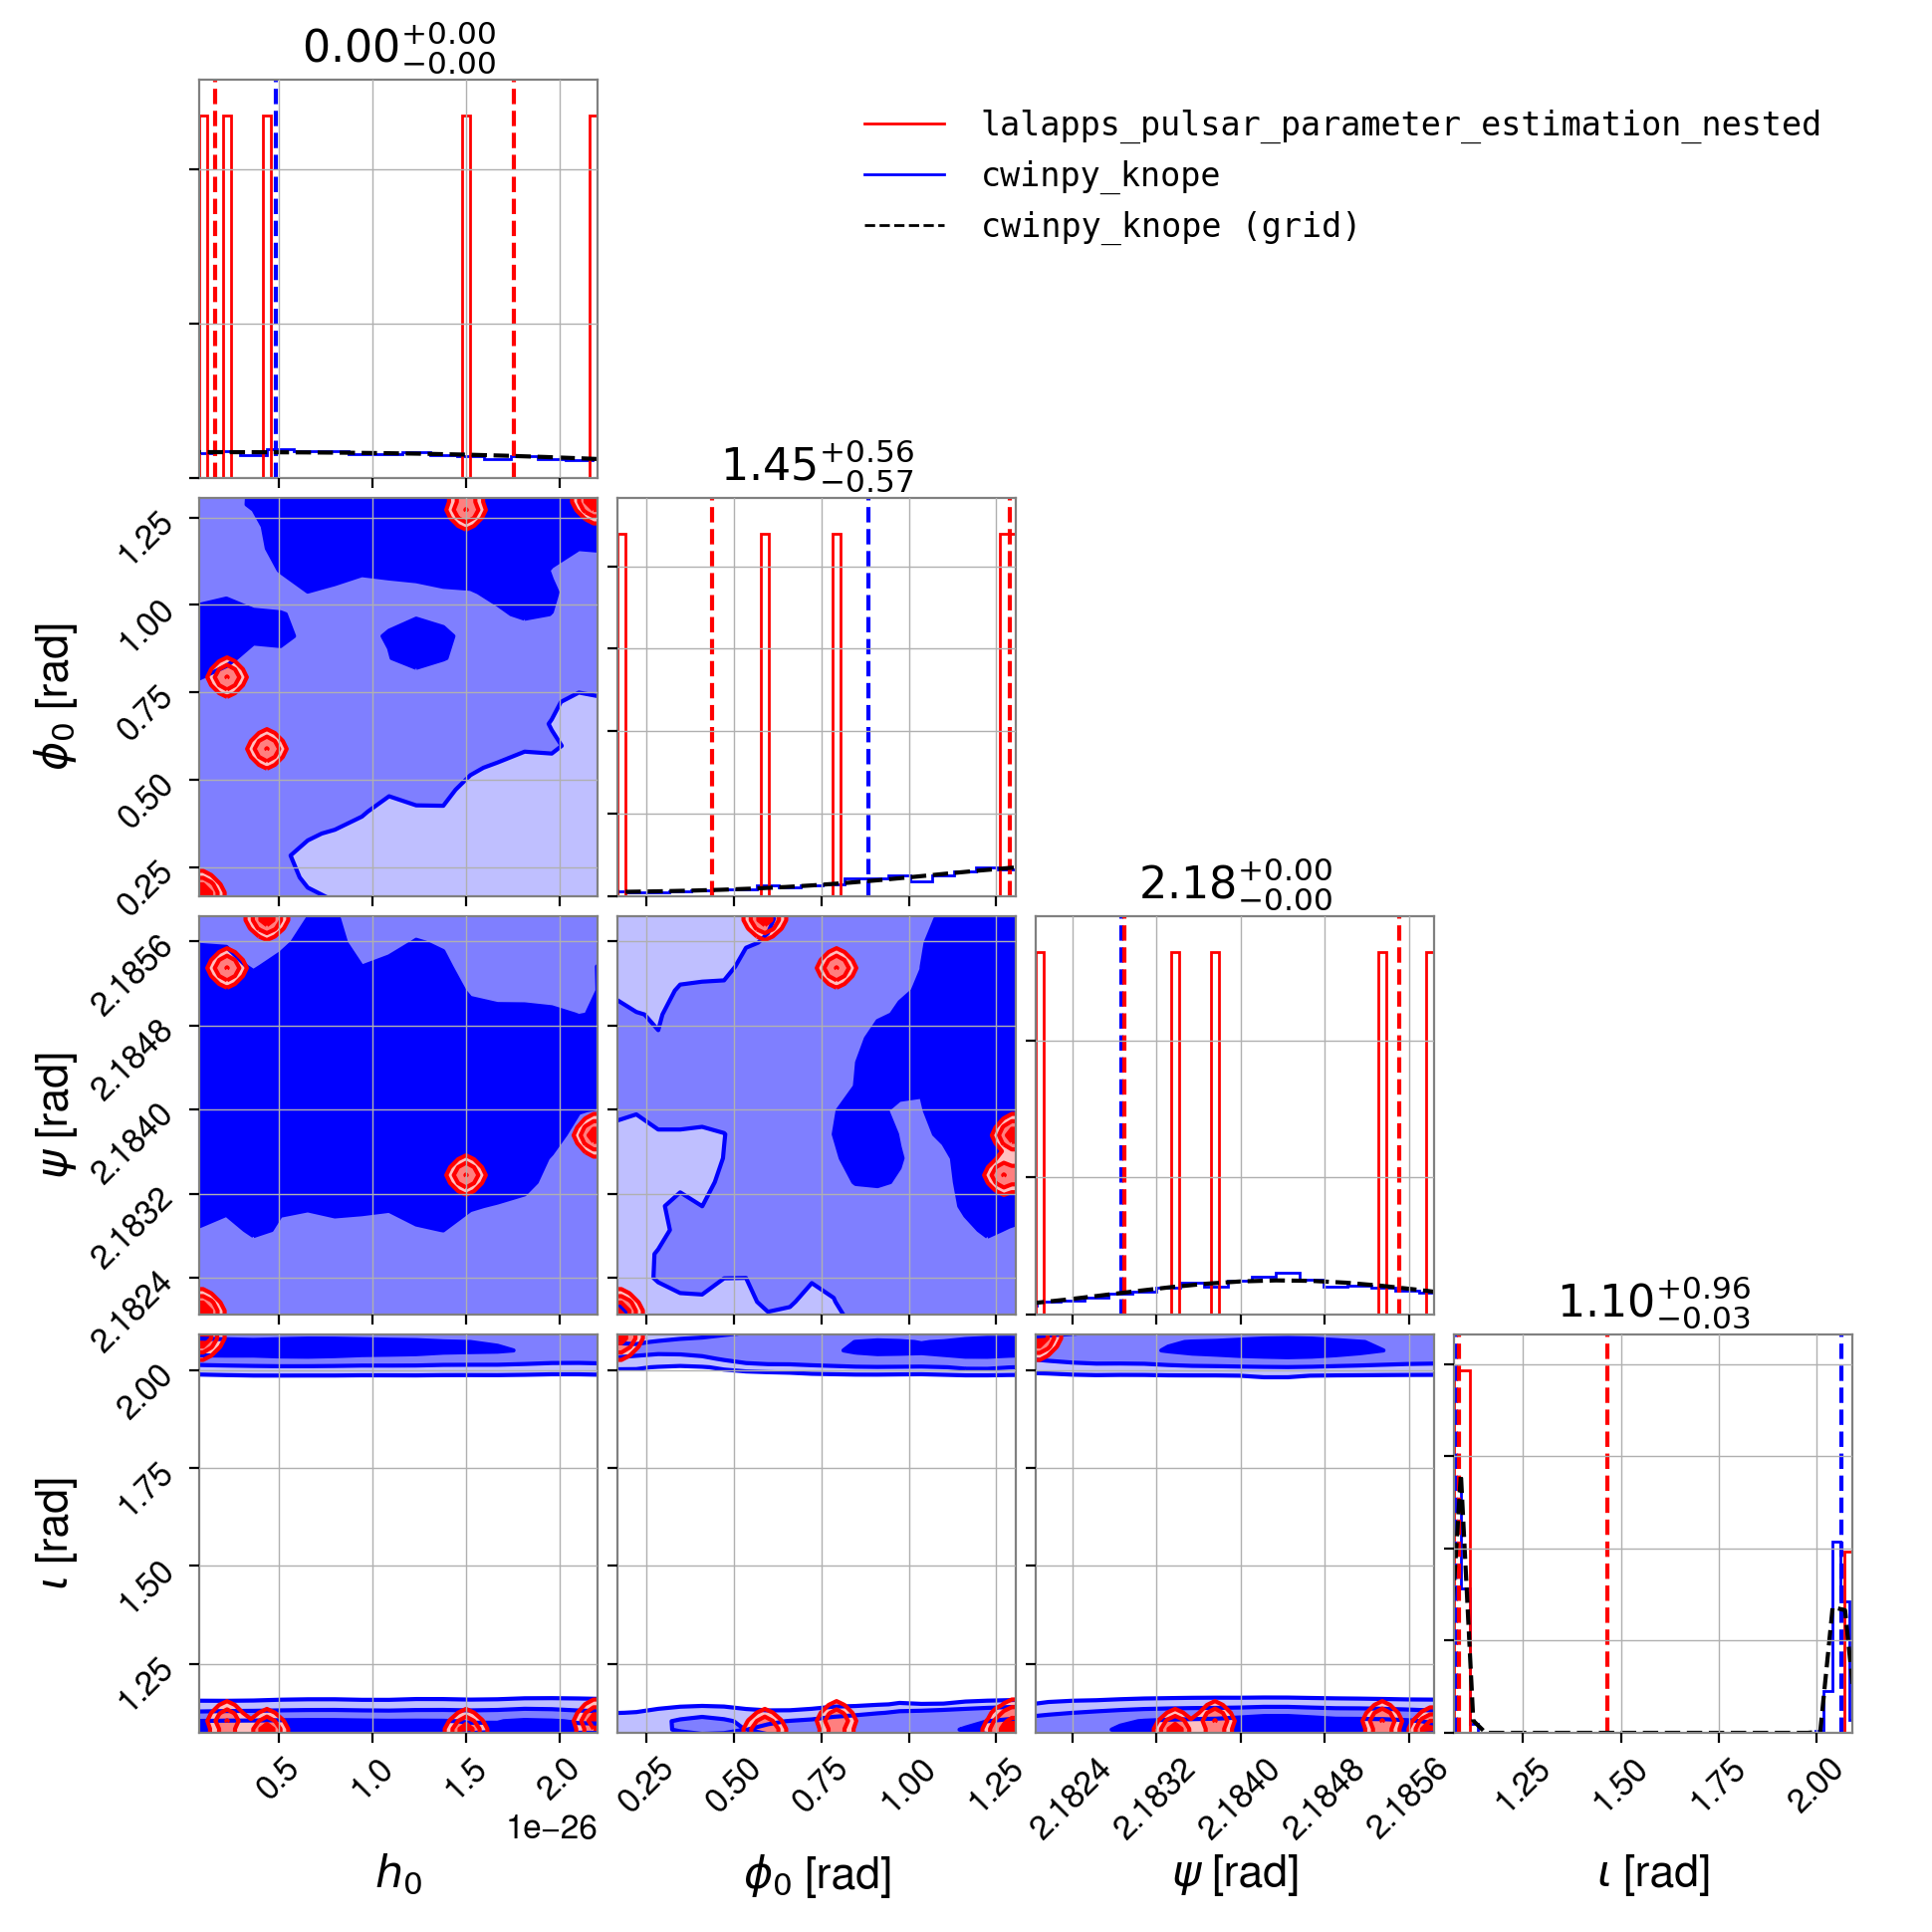 0.00+0.00−0.00
lalapps_pulsar_parameter_estimation_nested
cwinpy_knope
cwinpy_knope (grid)
1.45+0.56−0.57
ϕ0 [rad]
1.25
1.00
0.75
0.50
0.25
2.18+0.00−0.00
ψ [rad]
2.1856
2.1848
2.1840
2.1832
2.1824
1.10+0.96−0.03
ι [rad]
2.00
1.75
1.50
1.25
0.5 1.0 1.5 2.0
0.25 0.50 0.75 1.00 1.25
2.1824 2.1832 2.1840 2.1848 2.1856
1.25 1.50 1.75 2.00
1e−26
h0
ϕ0 [rad]
ψ [rad]
ι [rad]